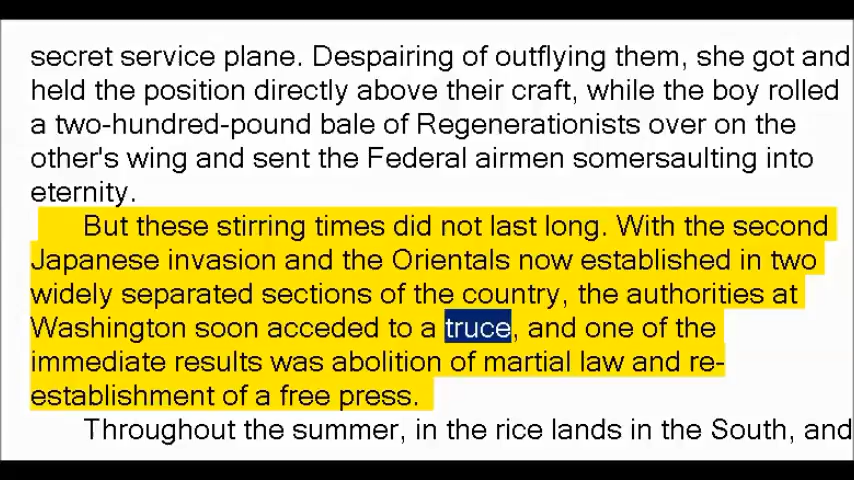 secret service plane. Despairing of outflying them, she got and
held the position directly above their craft, while the boy rolled
a two-hundred-pound bale of Regenerationists over on the
other's wing and sent the Federal airmen somersaulting into
eternity.
But these stirring times did not last long. With the second
Japanese invasion and the Orientals now established in two
widely separated sections of the country, the authorities at
Washington soon acceded to a truce, and one of the
immediate results was abolition of martial law and re-
establishment of a free press.
Throughout the summer, in the rice lands in the South, and